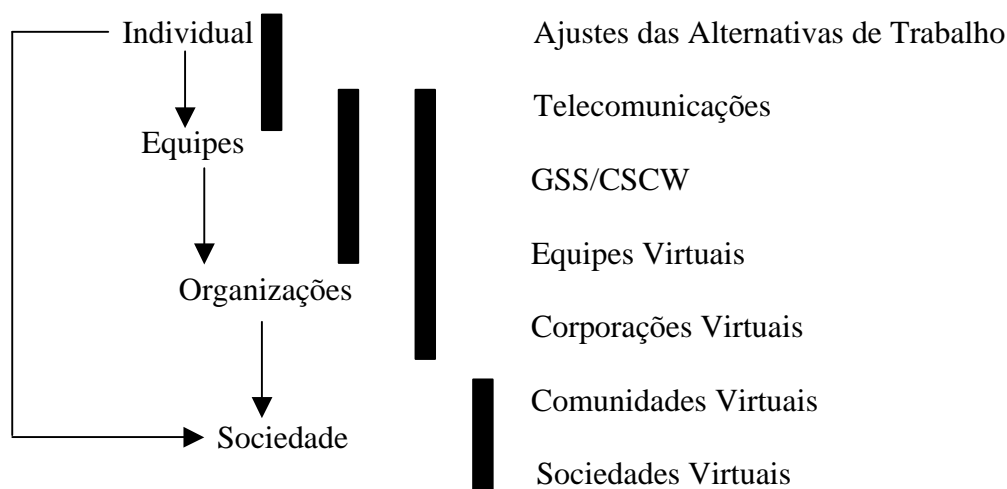 Individual
Ajustes das Alternativas de Trabalho
Telecomunicações
Equipes
GSS/CSCW
Equipes Virtuais
Organizações
Corporações Virtuais
Comunidades Virtuais
Sociedade
Sociedades Virtuais